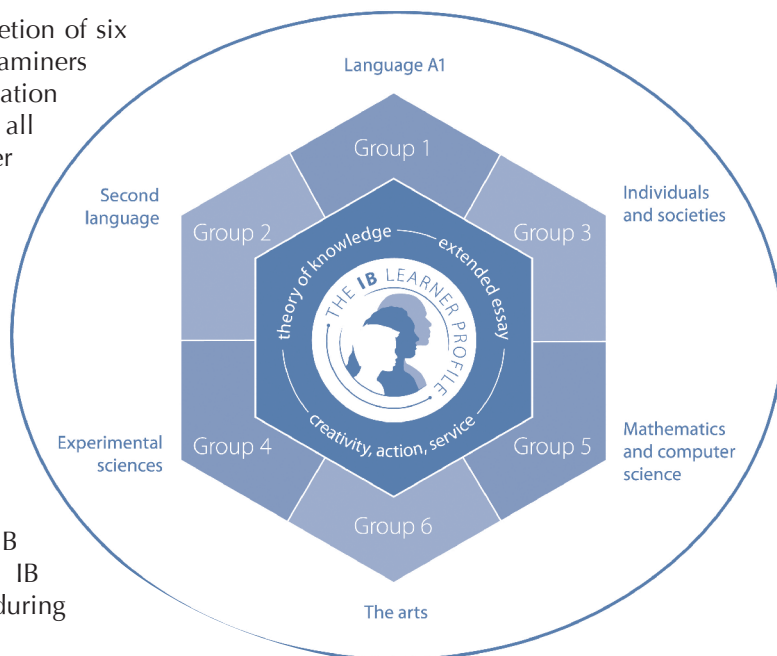 etion of six
aminers
ation
all
er
Language A1
Group 1
Second
language
Group 2
Individuals
and societies
Group 3
theory of knowledge
extended essay
THE IB LEARNER PROFILE
creativity, action, service
Experimental
sciences
Group 4
Mathematics
and computer
science
Group 5
Group 6
The arts
B
IB
during